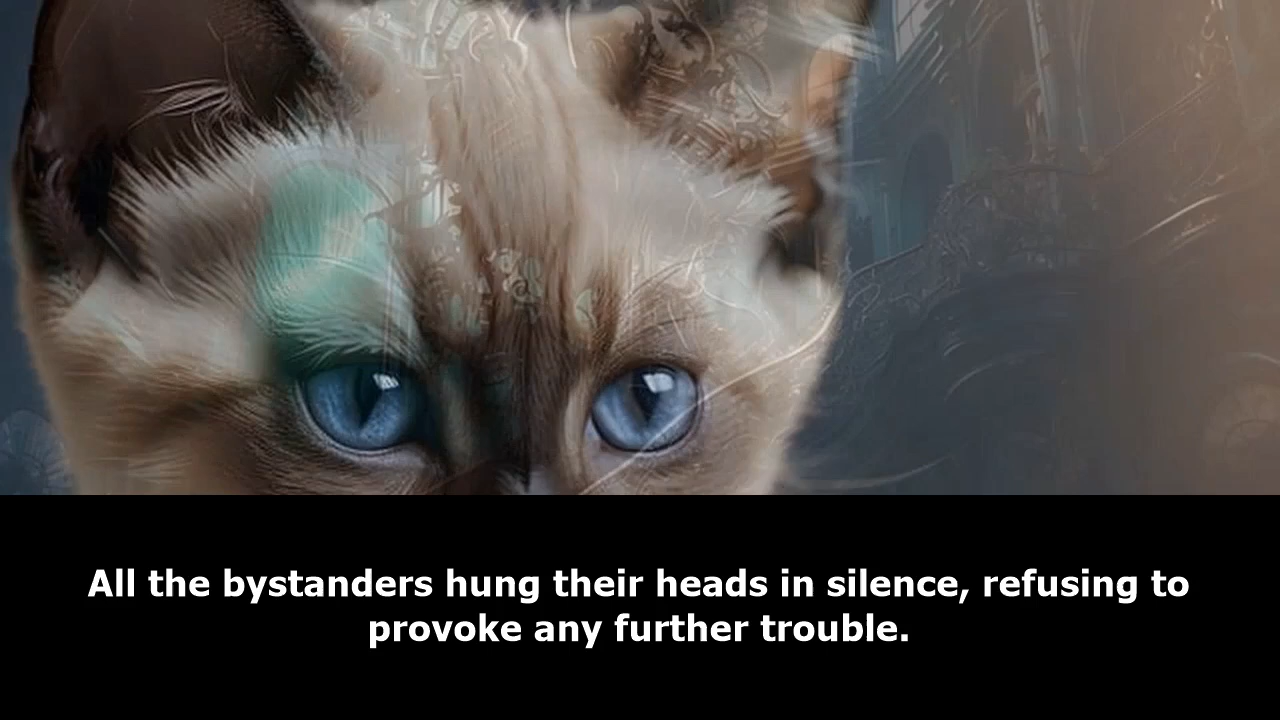 All the bystanders hung their heads in silence, refusing to
provoke any further trouble.